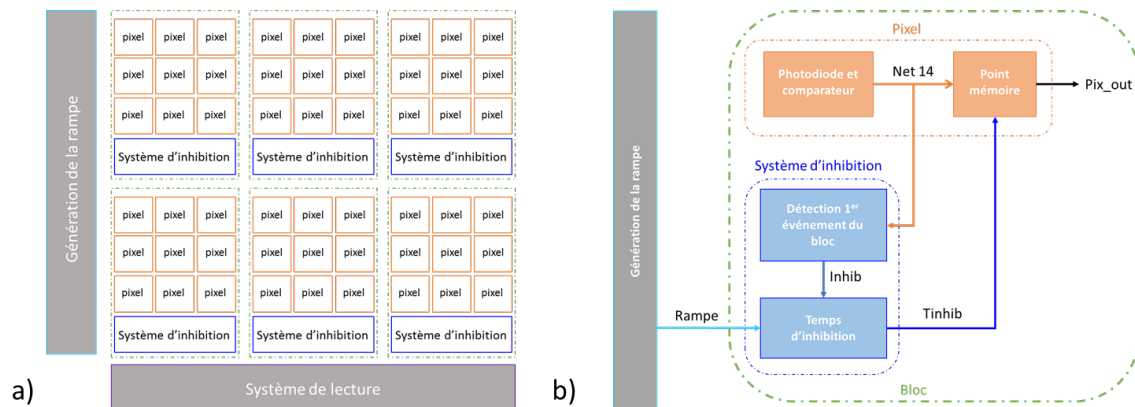 Génération de la rampe
pixel pixel pixel pixel pixel pixel pixel pixel pixel
pixel pixel pixel pixel pixel pixel pixel pixel pixel
pixel pixel pixel pixel pixel pixel pixel pixel pixel
Système d'inhibition Système d'inhibition Système d'inhibition
pixel pixel pixel pixel pixel pixel pixel pixel pixel
pixel pixel pixel pixel pixel pixel pixel pixel pixel
pixel pixel pixel pixel pixel pixel pixel pixel pixel
Système d'inhibition Système d'inhibition Système d'inhibition
Système de lecture
a)
Génération de la rampe
Pixel
Photodiode et
comparateur
Net 14
Point
mémoire
Pix_out
Système d'inhibition
Détection 1er
événement du
bloc
Inhib
Rampe
Temps
d'inhibition
Tinhib
Bloc
b)